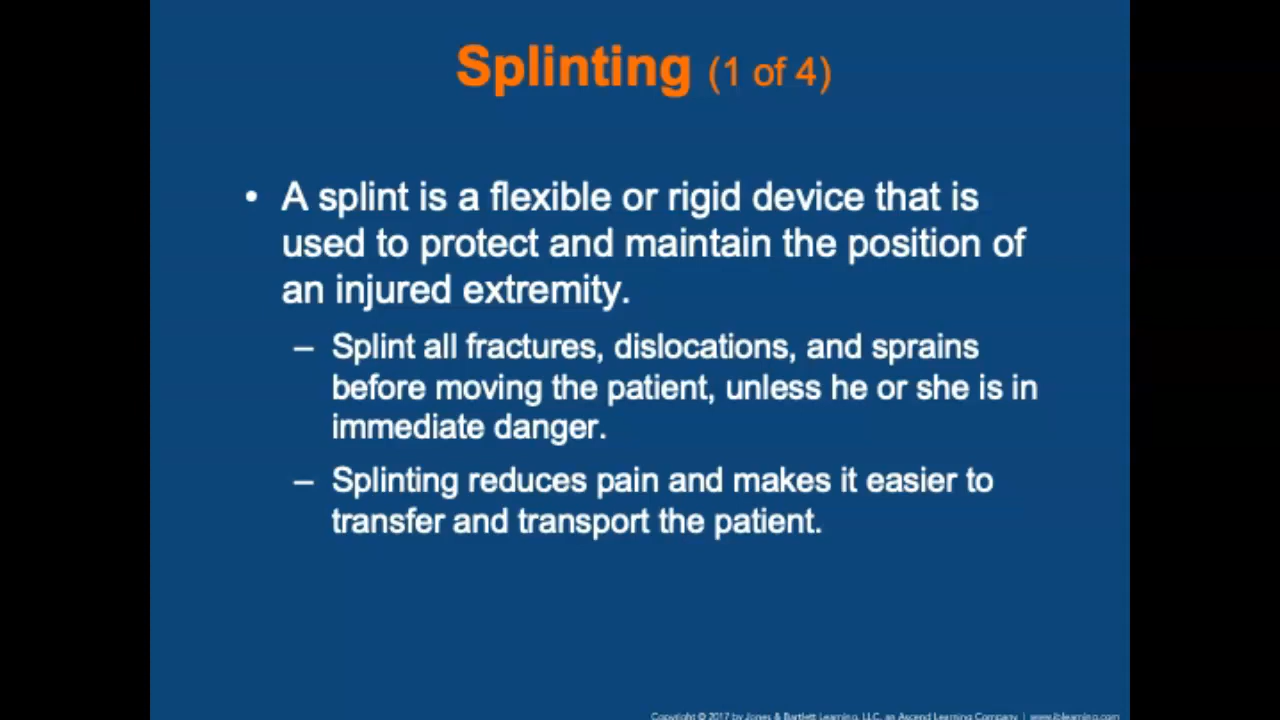 Splinting (1 of 4)
• A splint is a flexible or rigid device that is
used to protect and maintain the position of
an injured extremity.
– Splint all fractures, dislocations, and sprains
before moving the patient, unless he or she is in
immediate danger.
– Splinting reduces pain and makes it easier to
transfer and transport the patient.
Copyright © 2017 by Jones & Bartlett Learning, LLC, an Ascend Learning Company | www.jblearning.com